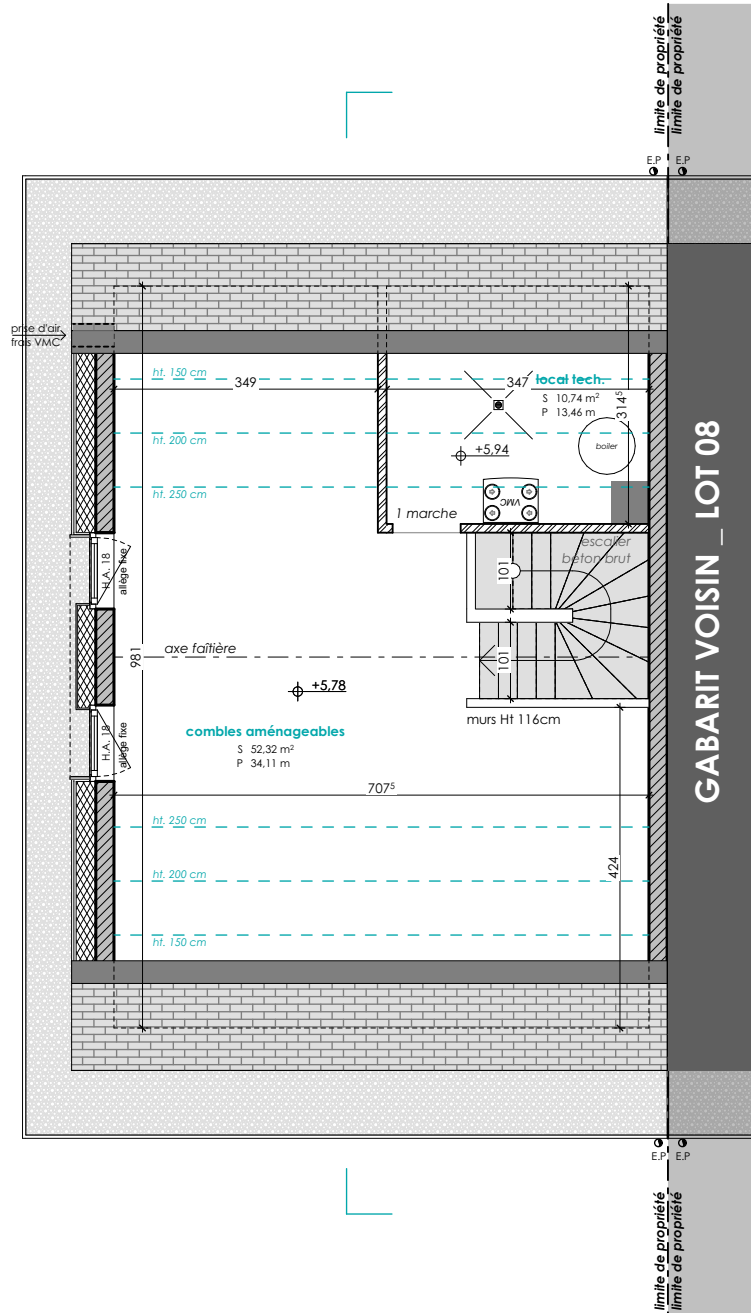 limite de propriété
limite de propriété
E.P
E.P
prise d'air
frais VMC
ht. 150 cm
349
347
local tech.
S 10,74 m²
P 13,46 m
314⁵
ht. 200 cm
+5,94
boiler
ht. 250 cm
VMC
1 marche
escalier
béton brut
H.A. 18
allège fixe
101
101
981
axe faîtière
+5,78
combles aménageables
S 52,32 m²
P 34,11 m
murs Ht 116cm
H.A. 18
allège fixe
707⁵
ht. 250 cm
424
ht. 200 cm
ht. 150 cm
GABARIT VOISIN _ LOT 08
E.P
E.P
limite de propriété
limite de propriété